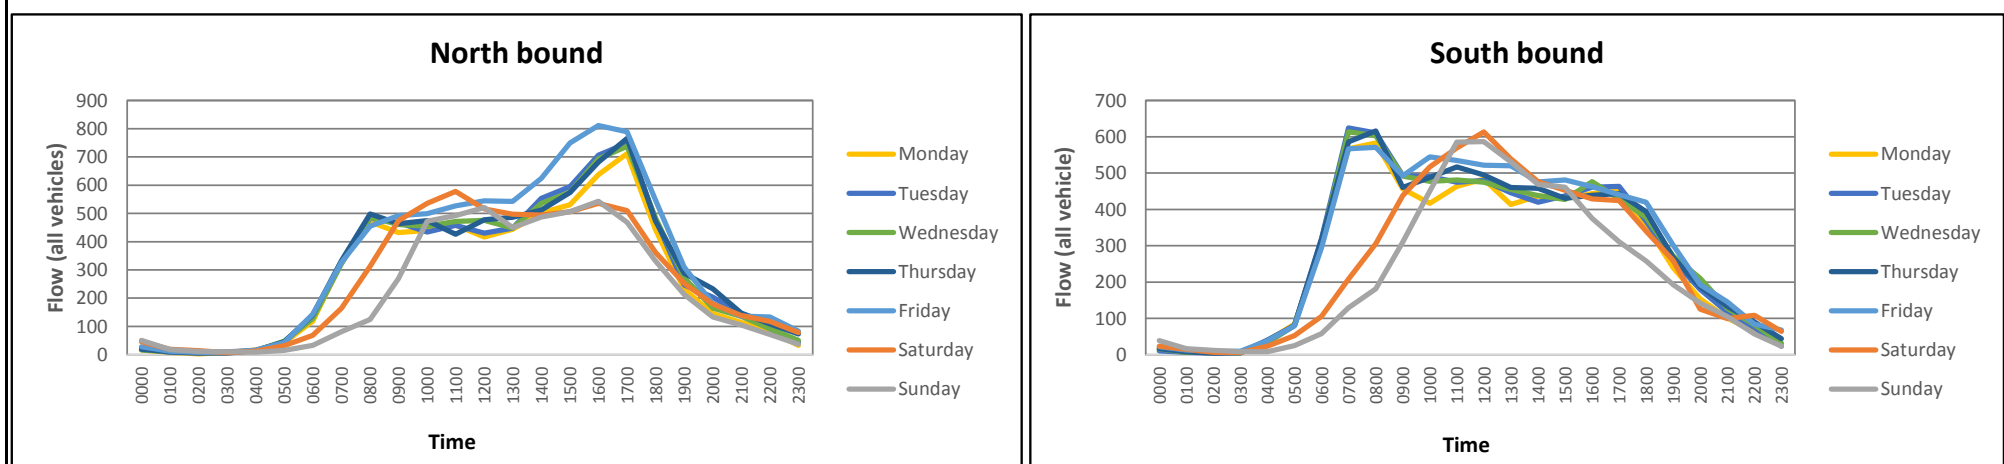 North bound
Flow (all vehicles)
900
800
700
600
500
400
300
200
100
0
0000 0100 0200 0300 0400 0500 0600 0700 0800 0900 1000 1100 1200 1300 1400 1500 1600 1700 1800 1900 2000 2100 2200 2300
Time
Monday
Tuesday
Wednesday
Thursday
Friday
Saturday
Sunday
South bound
Flow (all vehicle)
700
600
500
400
300
200
100
0
0000 0100 0200 0300 0400 0500 0600 0700 0800 0900 1000 1100 1200 1300 1400 1500 1600 1700 1800 1900 2000 2100 2200 2300
Time
Monday
Tuesday
Wednesday
Thursday
Friday
Saturday
Sunday